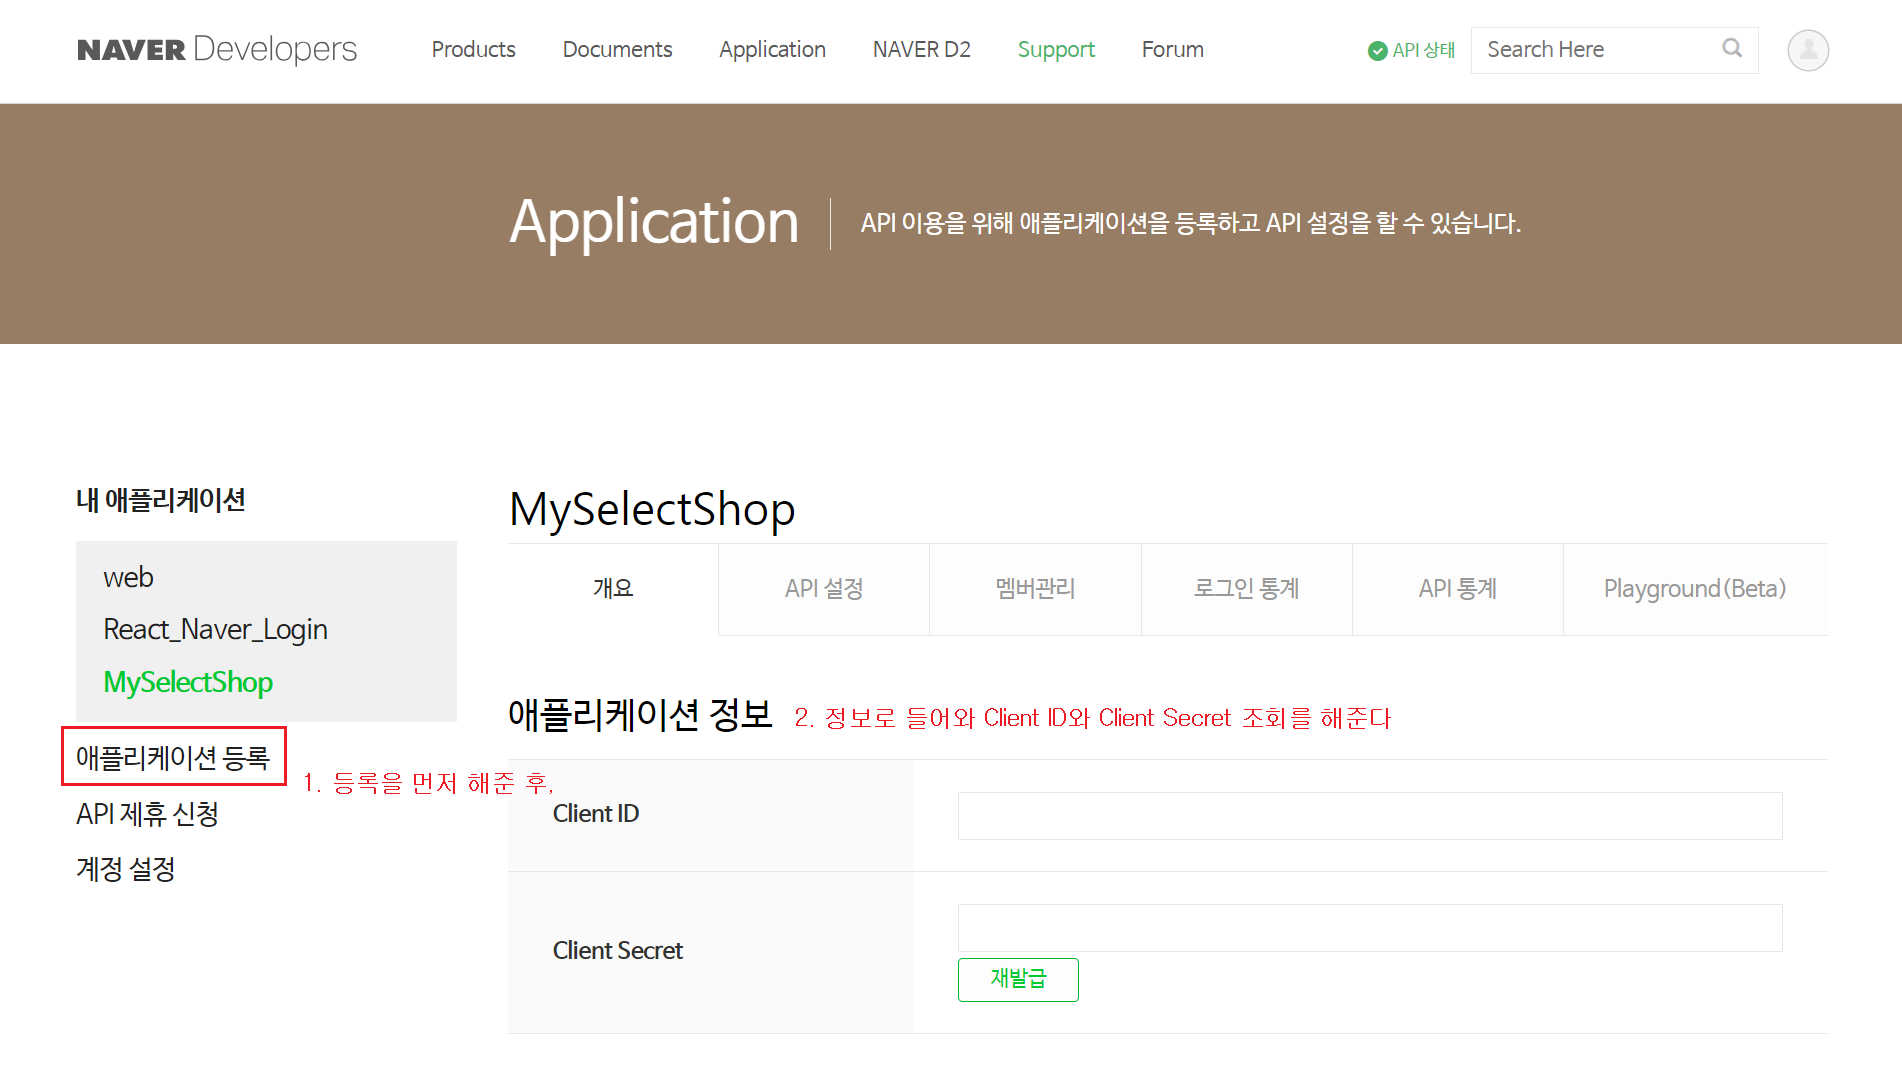 NAVER Developers
Products
Documents
Application
NAVER D2
Support
Forum
API 상태
Search Here
Application
API 이용을 위해 애플리케이션을 등록하고 API 설정을 할 수 있습니다.
내 애플리케이션
web
React_Naver_Login
MySelectShop
애플리케이션 등록
1. 등록을 먼저 해준 후,
API 제휴 신청
계정 설정
MySelectShop
개요
API 설정
멤버관리
로그인 통계
API 통계
Playground(Beta)
애플리케이션 정보
2. 정보로 들어와 Client ID와 Client Secret 조회를 해준다
Client ID
Client Secret
재발급